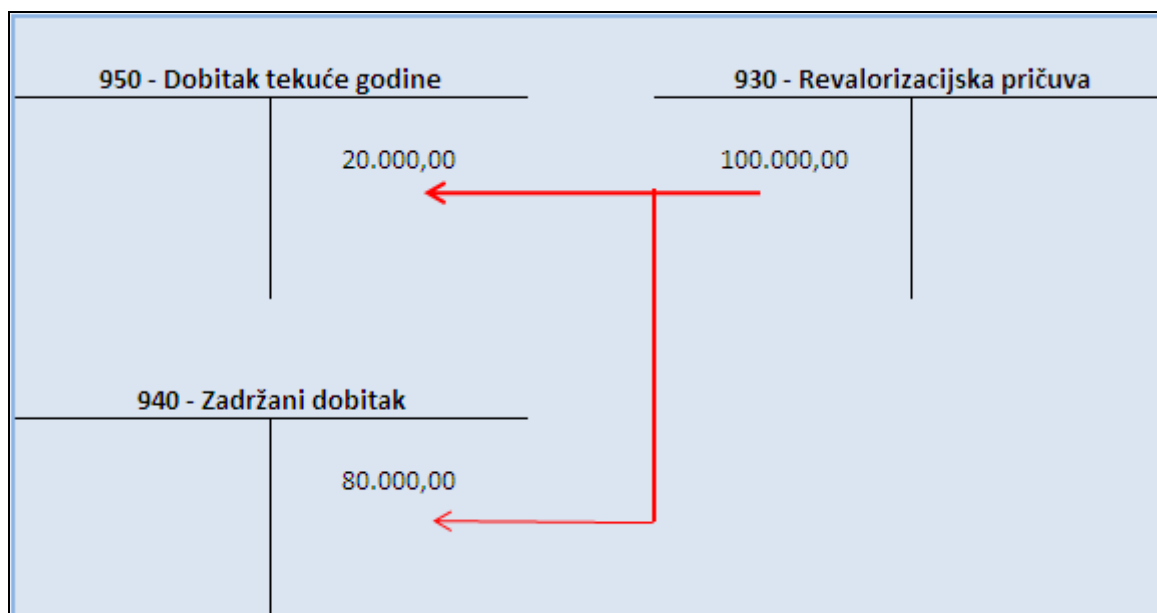 950 - Dobitak tekuće godine
930 - Revalorizacijska pričuva
20.000,00
100.000,00
940 - Zadržani dobitak
80.000,00